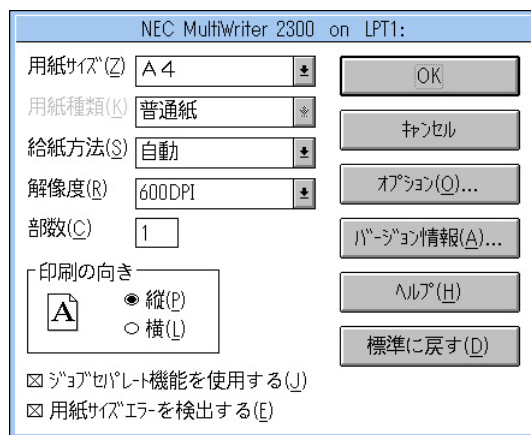 NEC MultiWriter 2300 on LPT1:
用紙ｻｲｽﾞ(Z) A4
用紙種類(K) 普通紙
給紙方法(S) 自動
解像度(R) 600DPI
部数(C) 1
印刷の向き
A
縦(P)
横(L)
ｼﾞｮﾌﾞｾﾊﾟﾚｰﾄ機能を使用する(J)
用紙ｻｲｽﾞｴﾗｰを検出する(E)
OK
ｷｬﾝｾﾙ
ｵﾌﾟｼｮﾝ(O)...
ﾊﾞｰｼﾞｮﾝ情報(A)...
ﾍﾙﾌﾟ(H)
標準に戻す(D)